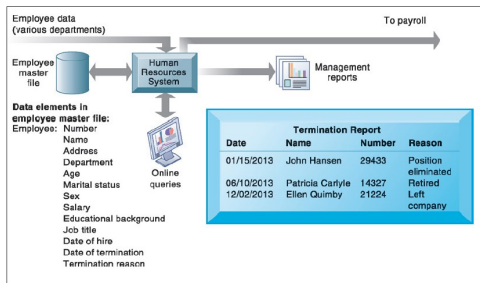 Employee data
(various departments)
To payroll
Employee
master
file
Human
Resources
System
Management
reports
Data elements in
employee master file:
Employee: Number
Name
Address
Department
Age
Marital status
Sex
Salary
Educational background
Job title
Date of hire
Date of termination
Termination reason
Online
queries
Termination Report
Date Name Number Reason
01/15/2013 John Hansen 29433 Position
eliminated
06/10/2013 Patricia Carlyle 14327 Retired
12/02/2013 Ellen Quimby 21224 Left
company